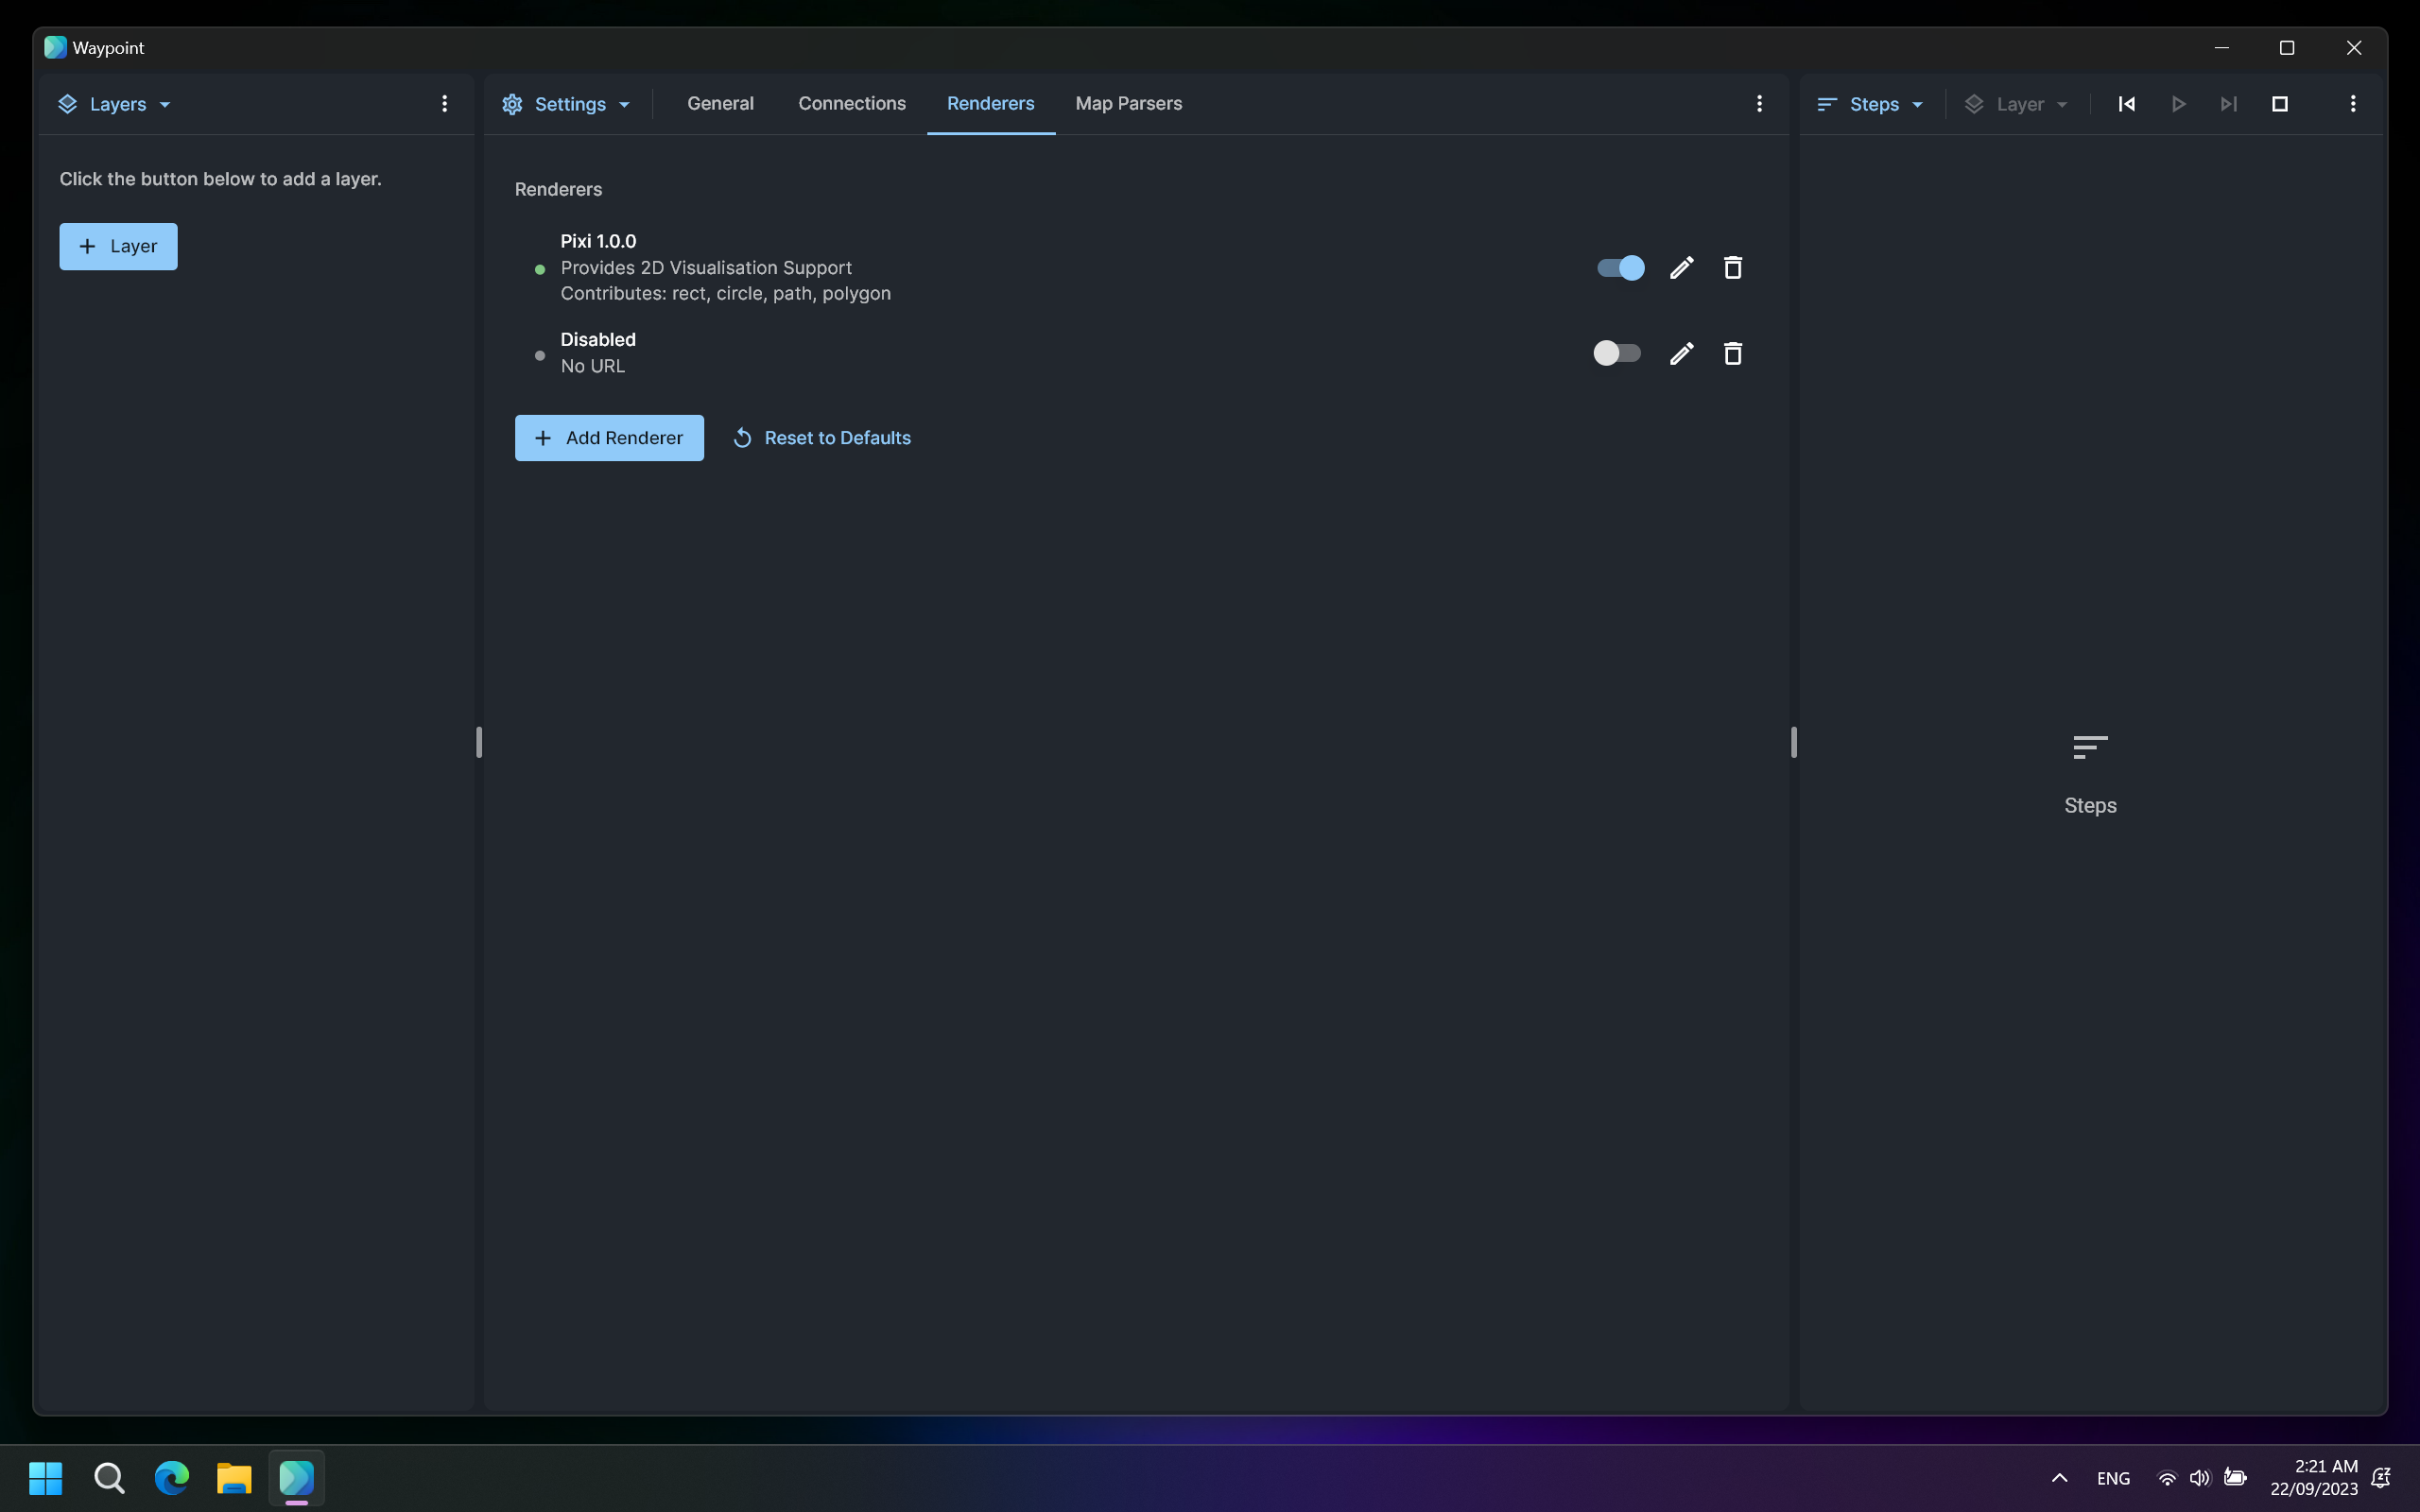 Waypoint
Layers
Click the button below to add a layer.
Layer
Settings
General
Connections
Renderers
Map Parsers
Renderers
Pixi 1.0.0
Provides 2D Visualisation Support
Contributes: rect, circle, path, polygon
Disabled
No URL
Add Renderer
Reset to Defaults
Steps
Layer
Steps
ENG
2:21 AM
22/09/2023